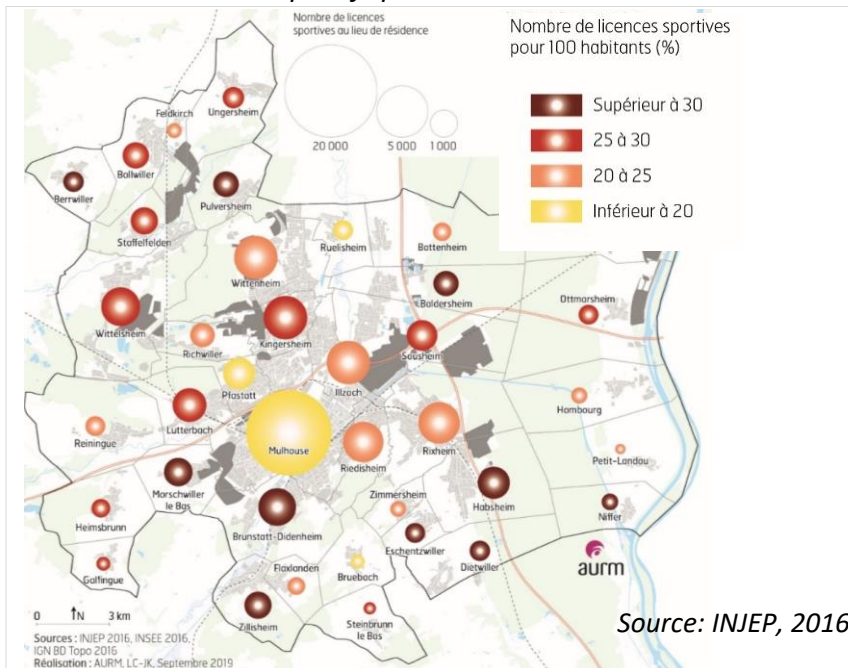 Nombre de licences
sportives au lieu de résidence
20 000
5 000
1 000
Nombre de licences sportives
pour 100 habitants (%)
Supérieur à 30
25 à 30
20 à 25
Inférieur à 20
Ungersheim
Feldkirch
Bollwiller
Berrwiller
Pulversheim
Staffelfelden
Ruelisheim
Battenheim
Wittenheim
Baldersheim
Ottmarsheim
Wittelsheim
Kingersheim
Sausheim
Richwiller
Illzach
Pfastatt
Hombourg
Lutterbach
Reiningue
Mulhouse
Riedisheim
Rixheim
Petit-Landau
Morschwiller
le Bas
Zimmersheim
Habsheim
Niffer
Heimsbrunn
Brunstatt-Didenheim
Eschentzwiller
Galfingue
Flaxlanden
Bruebach
Dietwiller
aurm
Zillisheim
Steinbrunn
le Bas
0 N 3 km
Source: INJEP, 2016
Sources : INJEP 2016, INSEE 2016,
IGN BD Topo 2016
Réalisation : AURM, LC-JK, Septembre 2019